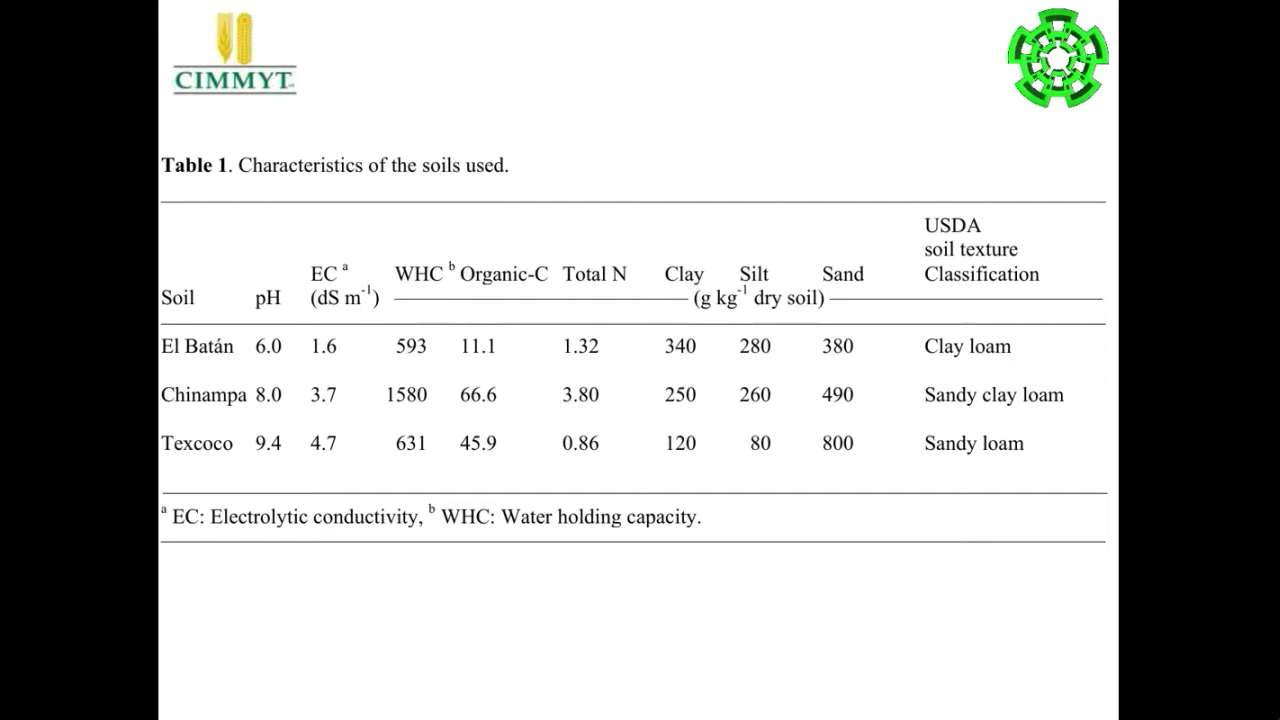 CIMMYT
Table 1. Characteristics of the soils used.
USDA
soil texture
EC a WHC b Organic-C Total N Clay Silt Sand Classification
Soil pH (dS m-1) (g kg-1 dry soil)
El Batán 6.0 1.6 593 11.1 1.32 340 280 380 Clay loam
Chinampa 8.0 3.7 1580 66.6 3.80 250 260 490 Sandy clay loam
Texcoco 9.4 4.7 631 45.9 0.86 120 80 800 Sandy loam
a EC: Electrolytic conductivity, b WHC: Water holding capacity.